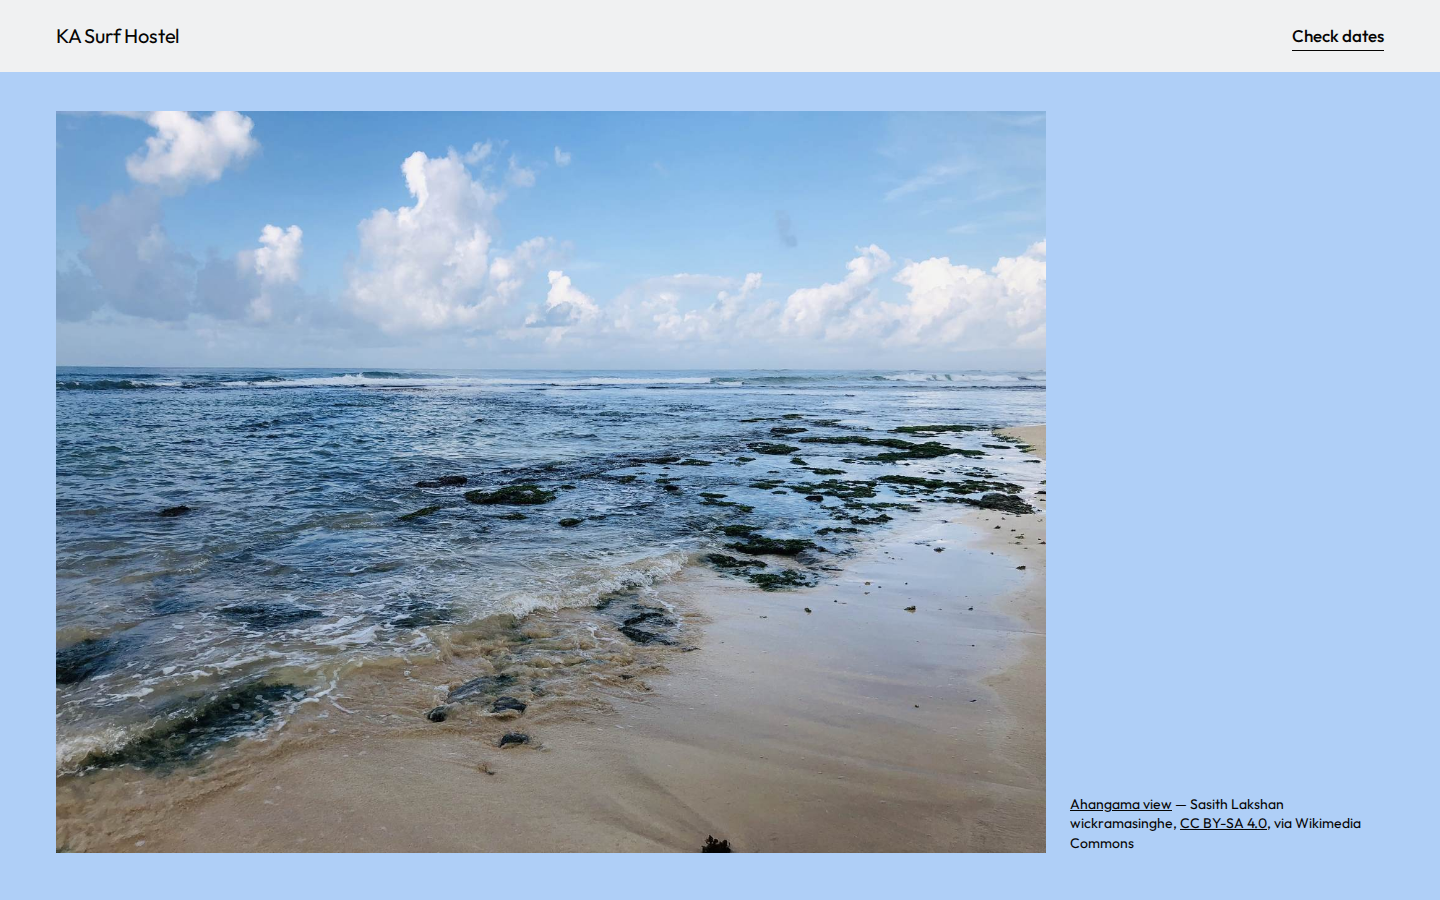 KA Surf Hostel
Check dates
Ahangama view — Sasith Lakshan
wickramasinghe, CC BY-SA 4.0, via Wikimedia
Commons